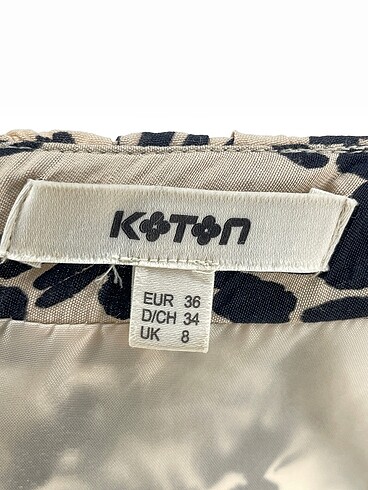 KOTON
EUR 36
D/CH 34
UK 8